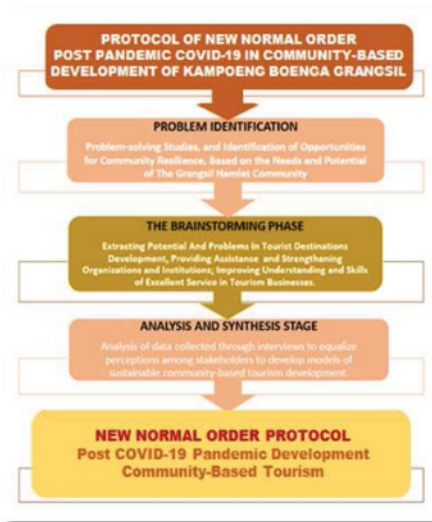 PROTOCOL OF NEW NORMAL ORDER
POST PANDEMIC COVID-19 IN COMMUNITY-BASED
DEVELOPMENT OF KAMPOENG BOENGA GRANGSIL
PROBLEM IDENTIFICATION
Problem-solving Studies, and Identification of Opportunities
for Community Resilience, Based on the Needs and Potential
of The Grangsil Hamlet Community
THE BRAINSTORMING PHASE
Extracting Potential And Problems In Tourist Destinations
Development, Providing Assistance and Strengthening
Organizations and Institutions; Improving Understanding and Skills
of Excellent Service in Tourism Businesses.
ANALYSIS AND SYNTHESIS STAGE
Analysis of data collected through interviews to equalize
perceptions among stakeholders to develop models of
sustainable community-based tourism development.
NEW NORMAL ORDER PROTOCOL
Post COVID-19 Pandemic Development
Community-Based Tourism